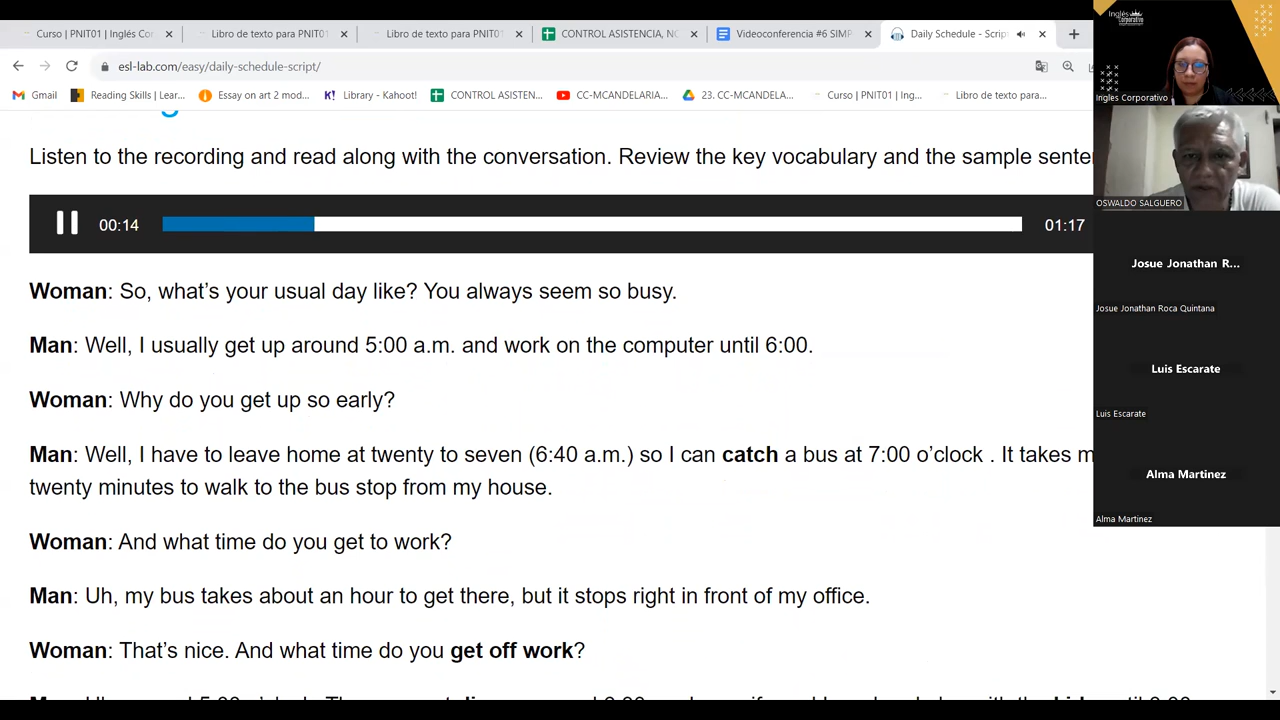 Curso | PNIT01 | Inglés Cor
Libro de texto para PNIT01
Libro de texto para PNIT01
CONTROL ASISTENCIA, NO
Videoconferencia #6 SIMP
Daily Schedule - Script
esl-lab.com/easy/daily-schedule-script/
Gmail
Reading Skills | Lear...
Essay on art 2 mod...
Library - Kano...
CONTROL ASISTEN...
CC-MCANDELARIA...
23. CC-MCANDELA...
Curso | PNIT01 | Ing...
Libro de texto para...
Listen to the recording and read along with the conversation. Review the key vocabulary and the sample
00:14
01:17
Woman: So, what's your usual day like? You always seem so busy.
Man: Well, I usually get up around 5:00 a.m. and work on the computer until 6:00.
Woman: Why do you get up so early?
Man: Well, I have to leave home at twenty to seven (6:40 a.m.) so I can catch a bus at 7:00 o'clock . It takes
twenty minutes to walk to the bus stop from my house.
Woman: And what time do you get to work?
Man: Uh, my bus takes about an hour to get there, but it stops right in front of my office.
Woman: That's nice. And what time do you get off work?
Inglés
Corporativo
Ingles Corporativo
OSWALDO SALGUERO
Josue Jonathan R...
Josue Jonathan Roca Quintana
Luis Escarate
Luis Escarate
Alma Martinez
Alma Martinez